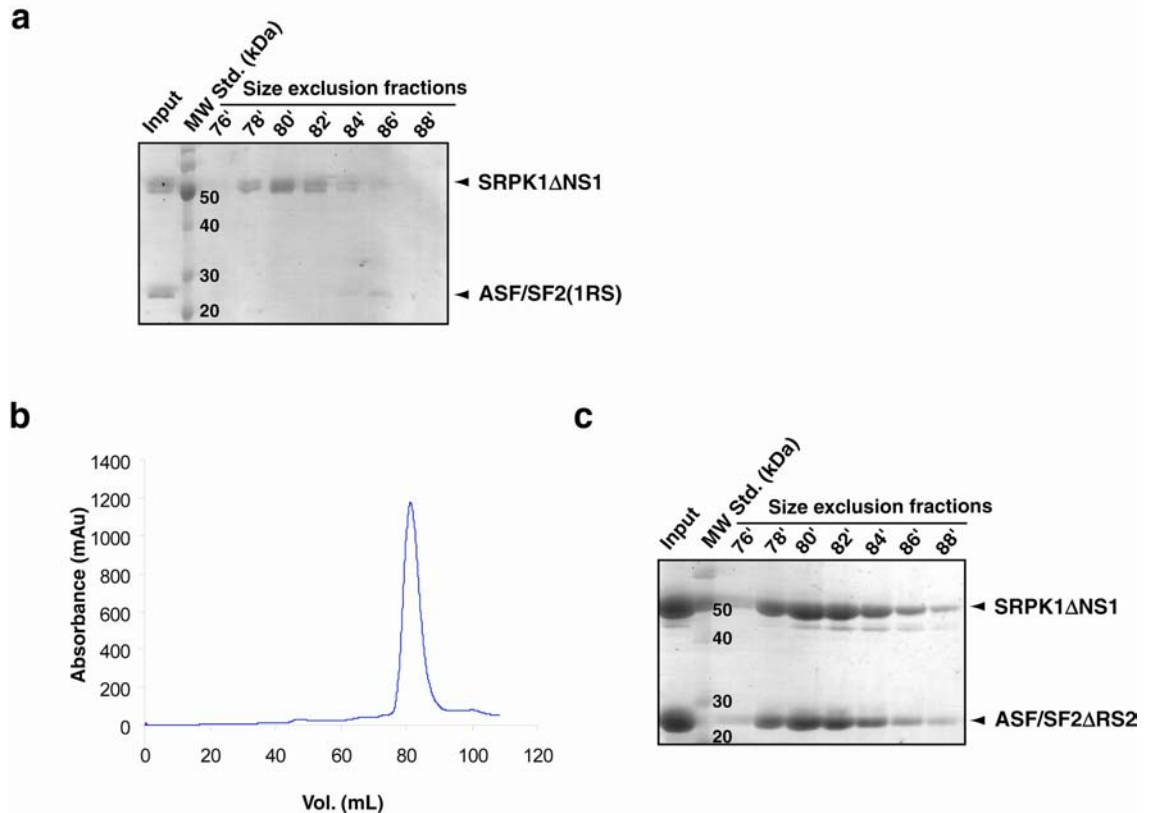 a
Input
MW Std. (kDa)
Size exclusion fractions
76' 78' 80' 82' 84' 86' 88'
SRPK1ΔNS1
50
40
30
ASF/SF2(1RS)
20
b
1400
1200
1000
800
600
400
200
0
Absorbance (mAu)
0 20 40 60 80 100 120
Vol. (mL)
c
Input
MW Std. (kDa)
Size exclusion fractions
76' 78' 80' 82' 84' 86' 88'
50
SRPK1ΔNS1
40
30
ASF/SF2ΔRS2
20